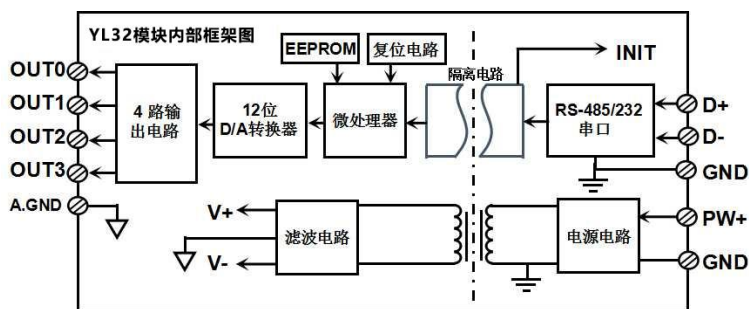 YL32模块内部框架图
EEPROM
复位电路
隔离电路
INIT
OUT0
OUT1
OUT2
OUT3
A.GND
4 路输
出电路
12位
D/A转换器
微处理器
RS-485/232
串口
D+
D-
GND
V+
V-
滤波电路
电源电路
PW+
GND